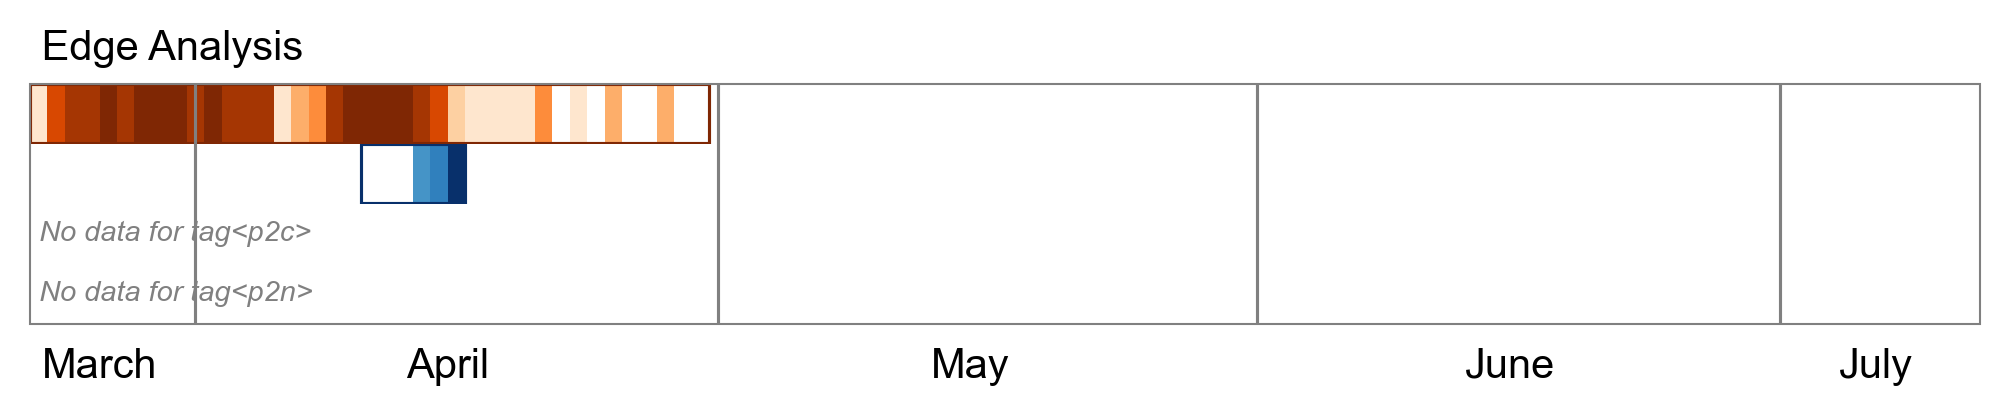 Edge Analysis
No data for tag<p2c>
No data for tag<p2n>
March April May June July